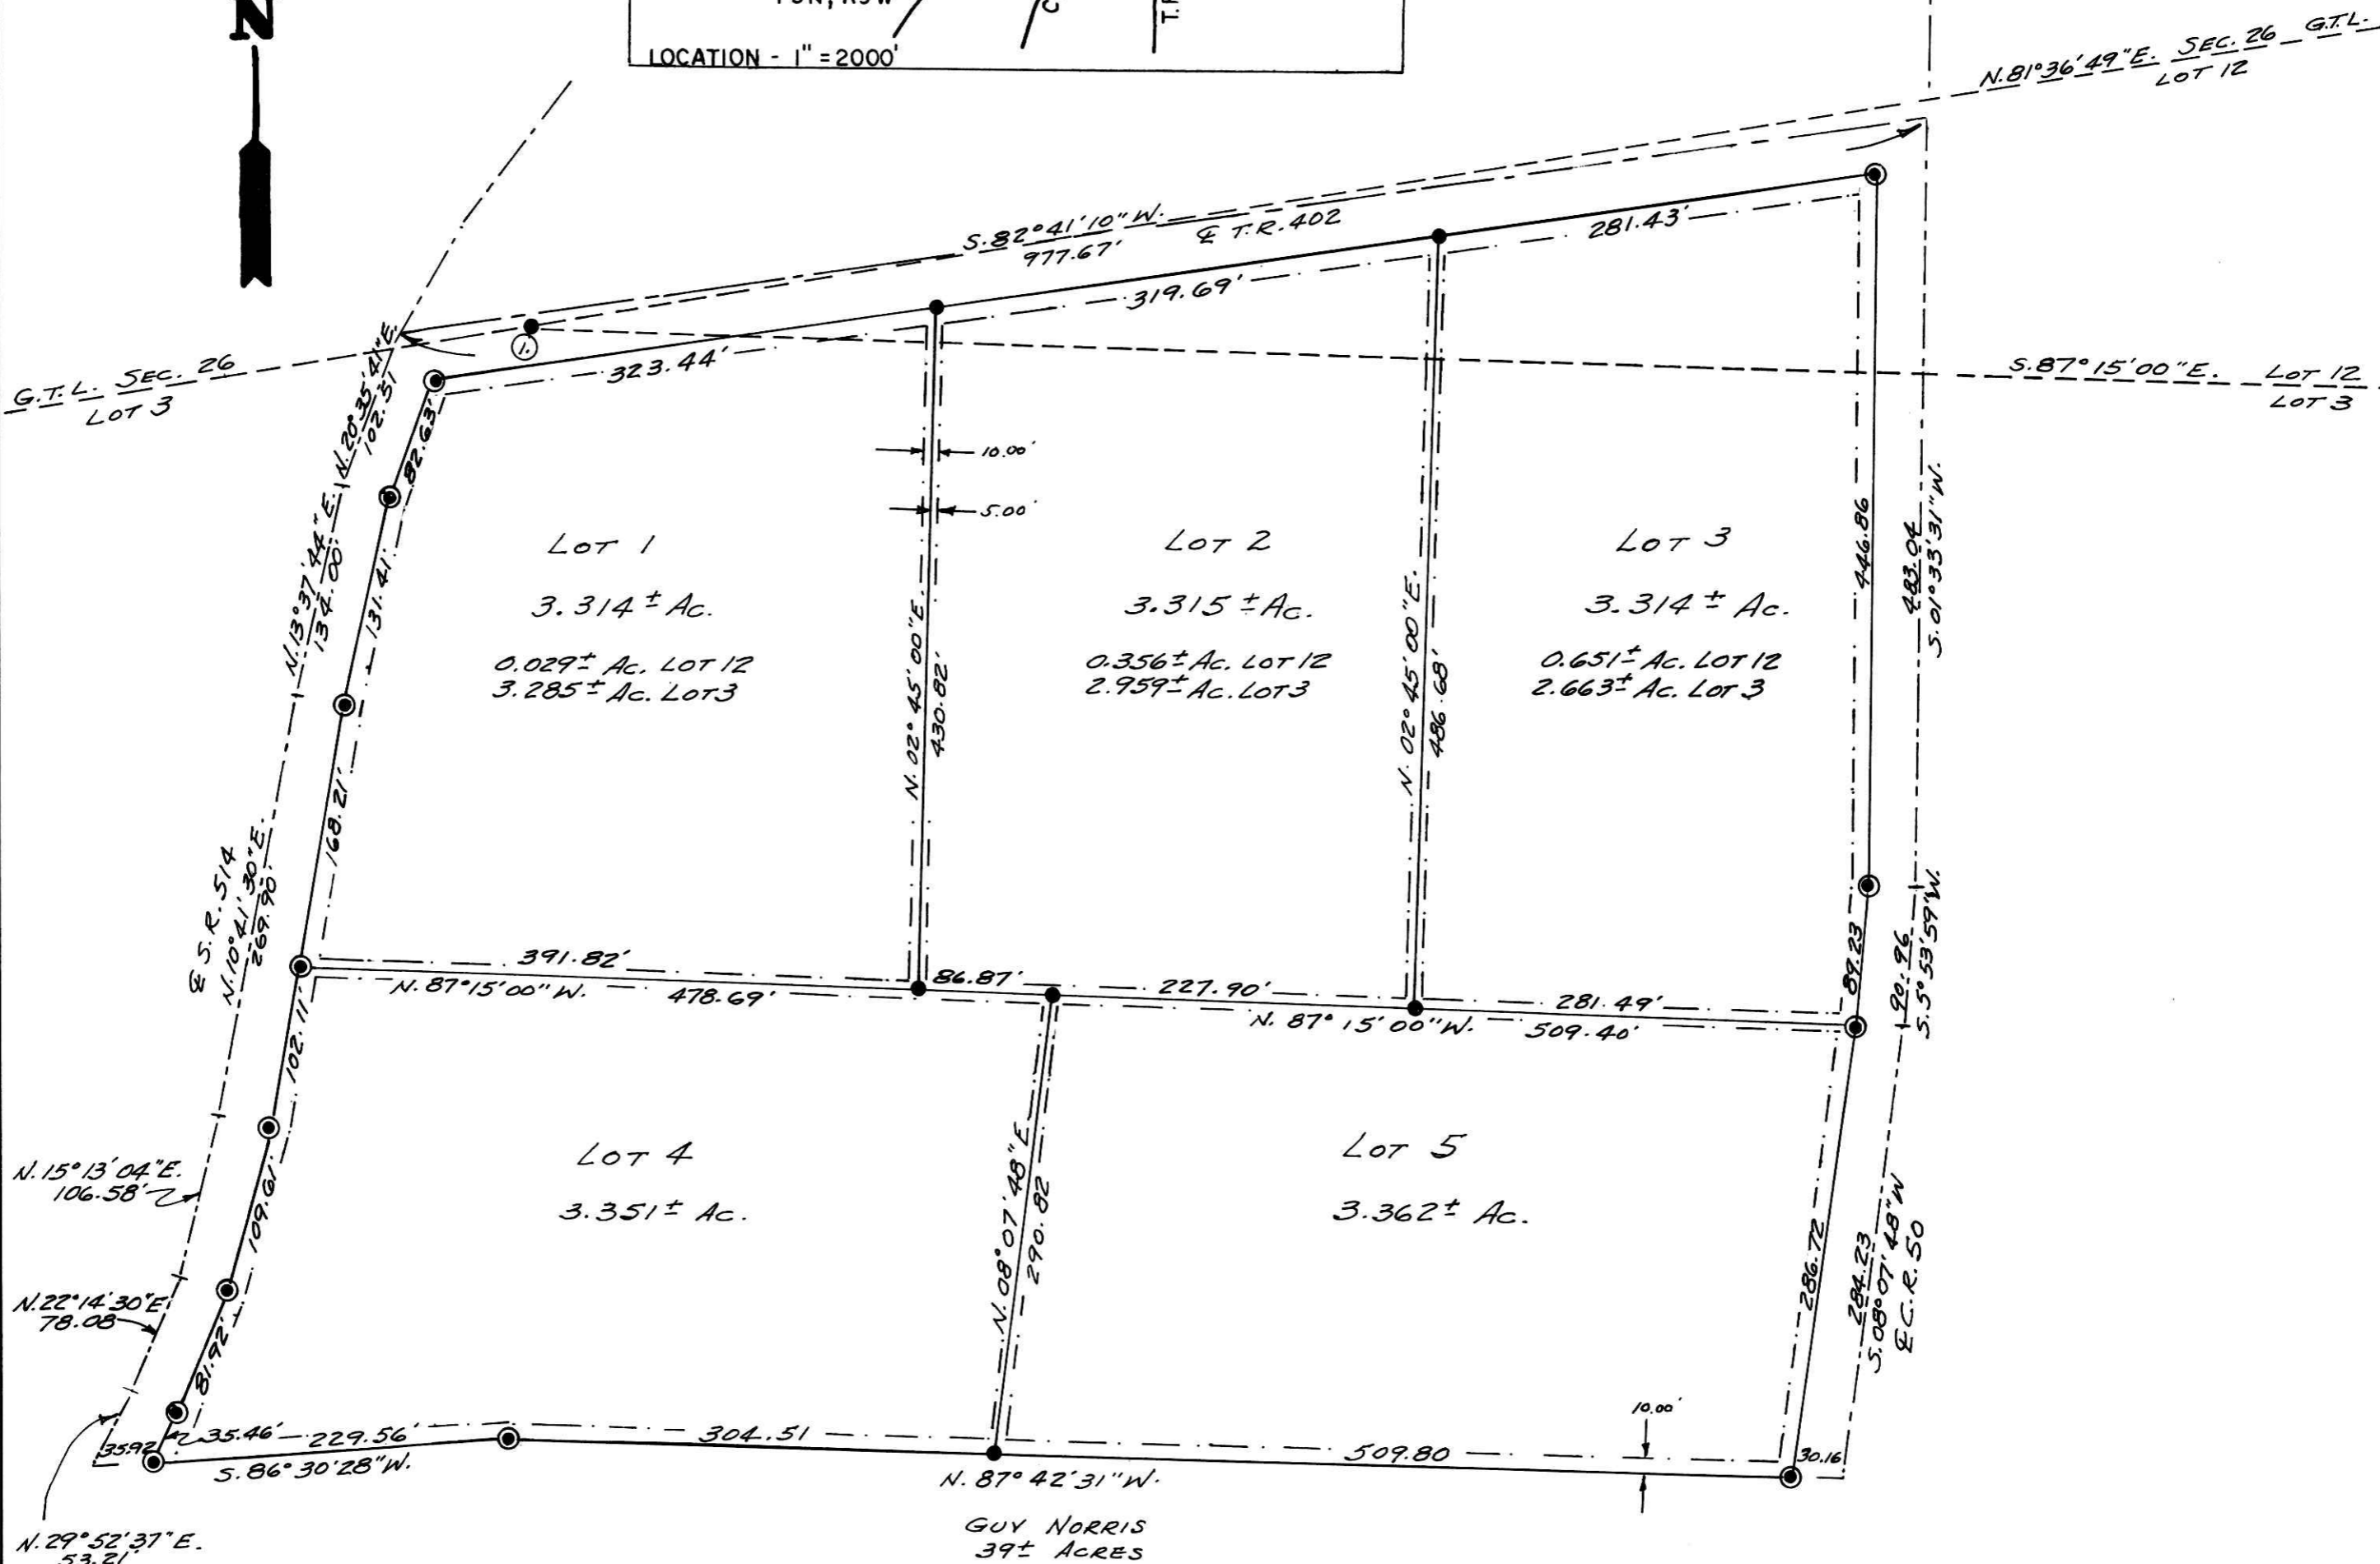 N
LOCATION - 1" = 2000'
N.81°36'49"E. SEC. 26 G.T.L.
LOT 12
S.82°41'10"W.
977.67'
℄ T.R. 402
281.43'
319.69'
323.44'
①
G.T.L. SEC. 26
LOT 3
S.87°15'00"E. LOT 12
LOT 3
N.20°35'41"E.
102.51
82.63'
N.13°37'44"E.
134.00'
131.41'
10.00'
5.00'
LOT 1
3.314± AC.
0.029± AC. LOT 12
3.285± AC. LOT 3
N.02°45'00"E.
430.82'
LOT 2
3.315± AC.
0.356± AC. LOT 12
2.959± AC. LOT 3
N.02°45'00"E.
486.68'
LOT 3
3.314± AC.
0.651± AC. LOT 12
2.663± AC. LOT 3
446.86
483.04
S.01°33'31"W.
168.21'
℄ S.R. 514
N.10°41'30"E.
269.90'
391.82'
N.87°15'00"W. 478.69'
86.87'
227.90'
281.49'
N.87°15'00"W. 509.40'
89.23
90.96
S.5°53'59"W.
102.11'
LOT 4
3.351± AC.
N.08°07'48"E.
290.82
LOT 5
3.362± AC.
286.72
284.23
S.08°07'48"W
℄ C.R. 50
N.15°13'04"E.
106.58'
109.61'
N.22°14'30"E.
78.08
81.92'
35.92
35.46'
229.56'
S.86°30'28"W.
304.51
509.80
10.00'
30.16
N.87°42'31"W.
N.29°52'37"E.
53.21'
GUY NORRIS
39± ACRES